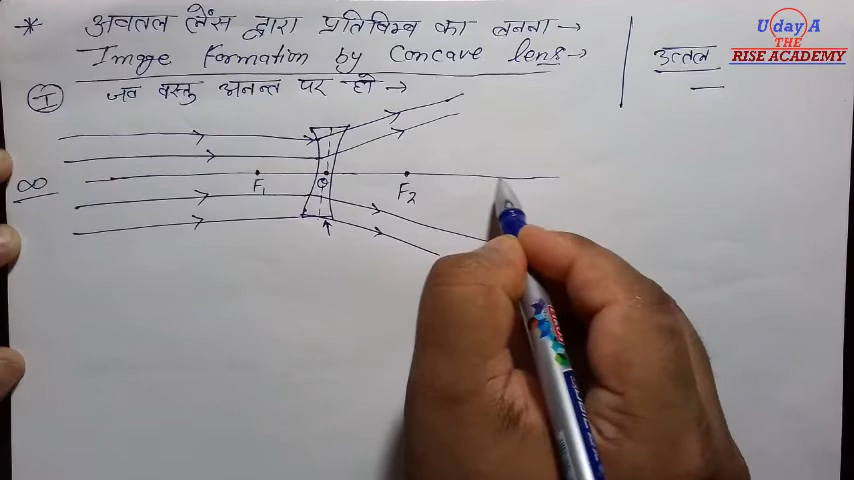 * अवतल लेंस द्वारा प्रतिबिम्ब का बनना →
Image Formation by Concave lens →
I जब वस्तु अनन्त पर हो →
उत्तल
Uday A
THE
RISE ACADEMY
∞
F1
F2